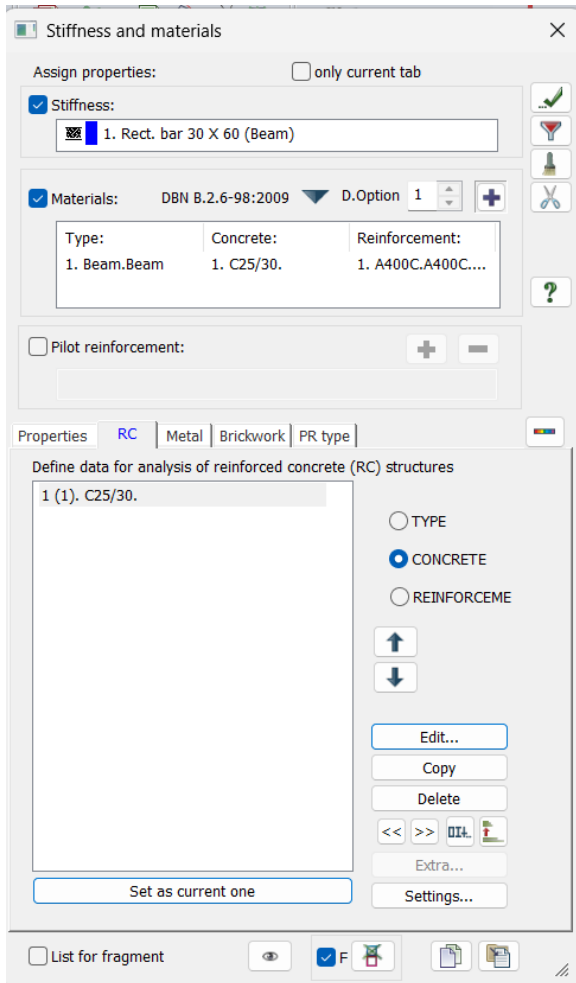 Stiffness and materials
Assign properties:
only current tab
Stiffness:
1. Rect. bar 30 X 60 (Beam)
Materials:
DBN B.2.6-98:2009
D.Option
1
Type:
Concrete:
Reinforcement:
1. Beam.Beam
1. C25/30.
1. A400C.A400C....
?
Pilot reinforcement:
Properties
RC
Metal
Brickwork
PR type
Define data for analysis of reinforced concrete (RC) structures
1 (1). C25/30.
TYPE
CONCRETE
REINFORCEME
Edit...
Copy
Delete
<<
>>
Extra...
Set as current one
Settings...
List for fragment
F